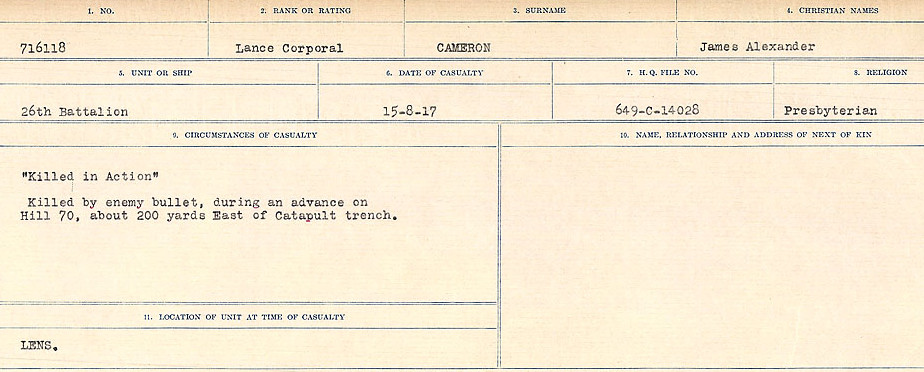 1. NO. 2. RANK OR RATING 3. SURNAME 4. CHRISTIAN NAMES
716118 Lance Corporal CAMERON James Alexander
5. UNIT OR SHIP 6. DATE OF CASUALTY 7. H. Q. FILE NO. 8. RELIGION
26th Battalion 15-8-17 649-C-14028 Presbyterian
9. CIRCUMSTANCES OF CASUALTY 10. NAME, RELATIONSHIP AND ADDRESS OF NEXT OF KIN
"Killed in Action"
Killed by enemy bullet, during an advance on
Hill 70, about 200 yards East of Catapult trench.
11. LOCATION OF UNIT AT TIME OF CASUALTY
LENS.